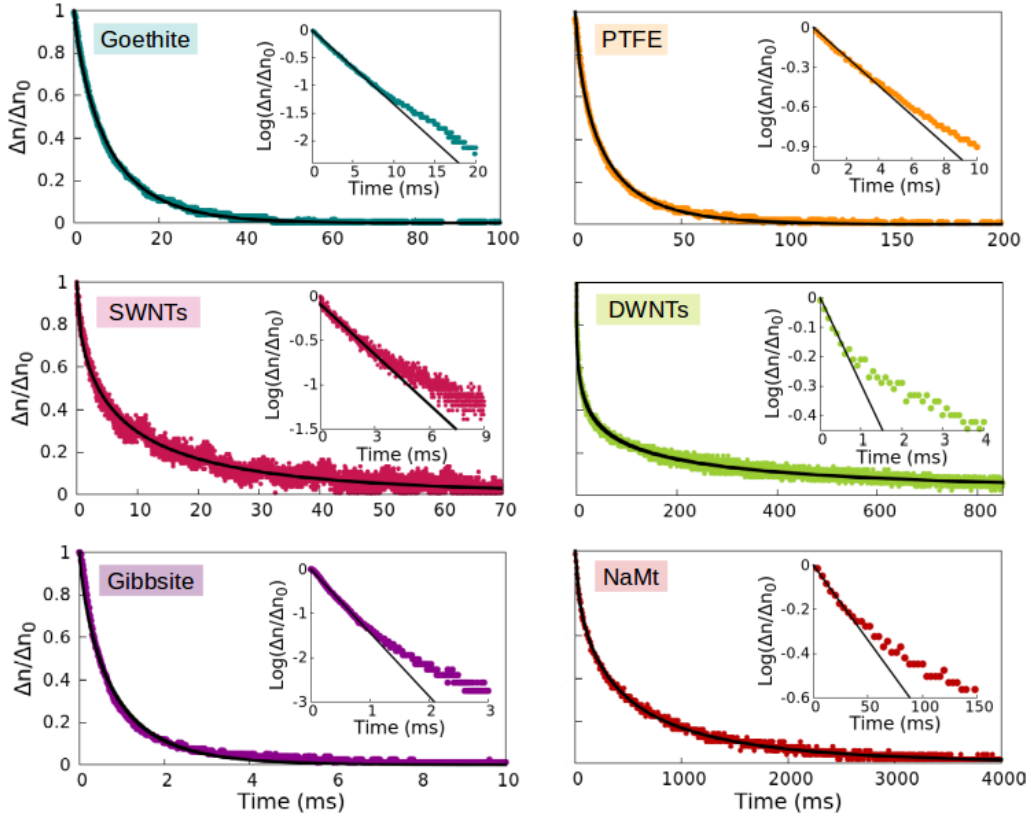 Goethite
Δn/Δn0
1
0.8
0.6
0.4
0.2
0
0 20 40 60 80 100
Log(Δn/Δn0)
0
-0.5
-1
-1.5
-2
0 5 10 15 20
Time (ms)
PTFE
0 50 100 150 200
Log(Δn/Δn0)
0
-0.3
-0.6
-0.9
0 2 4 6 8 10
Time (ms)
SWNTs
Δn/Δn0
1
0.8
0.6
0.4
0.2
0
0 10 20 30 40 50 60 70
Log(Δn/Δn0)
0
-0.5
-1
-1.5
0 3 6 9
Time (ms)
DWNTs
0 200 400 600 800
Log(Δn/Δn0)
0
-0.1
-0.2
-0.3
-0.4
0 1 2 3 4
Time (ms)
Gibbsite
Δn/Δn0
1
0.8
0.6
0.4
0.2
0
0 2 4 6 8 10
Time (ms)
Log(Δn/Δn0)
0
-1
-2
-3
0 1 2 3
Time (ms)
NaMt
0 1000 2000 3000 4000
Time (ms)
Log(Δn/Δn0)
0
-0.2
-0.4
-0.6
0 50 100 150
Time (ms)